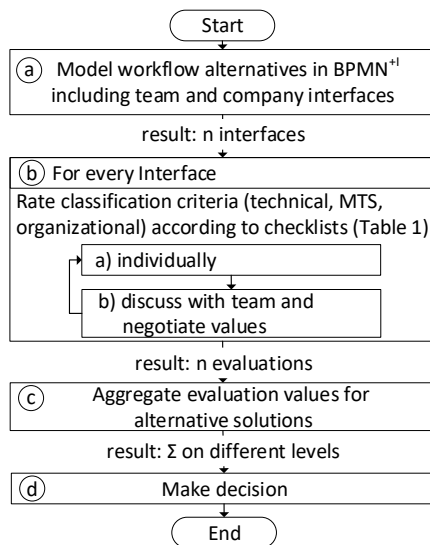 Start
a Model workflow alternatives in BPMN+I
including team and company interfaces
result: n interfaces
b For every Interface
Rate classification criteria (technical, MTS,
organizational) according to checklists (Table 1)
a) individually
b) discuss with team and
negotiate values
result: n evaluations
c Aggregate evaluation values for
alternative solutions
result: Σ on different levels
d Make decision
End